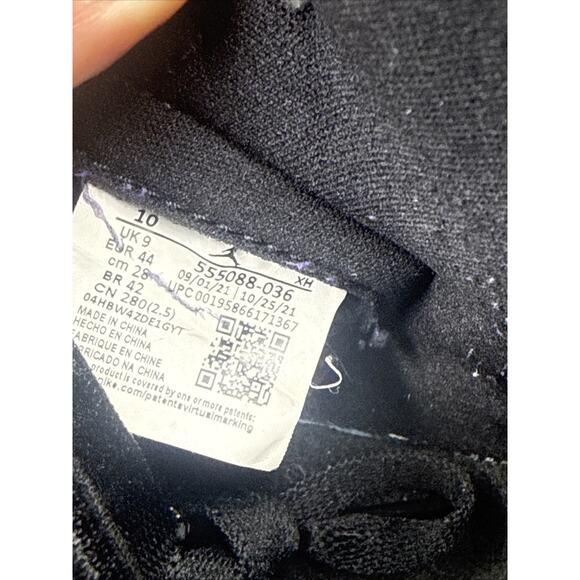 10
UK 9
EUR 44
cm 28
BR 42
CN 280(2.5)
555088-036
XH
09/01/21 | 10/25/21
UPC 00195866171367
04HBW4ZDE1GYT
MADE IN CHINA
HECHO EN CHINA
FABRIQUE EN CHINE
FABRICADO NA CHINA
product is covered by one or more patents:
nike.com/patentsvirtualmarking